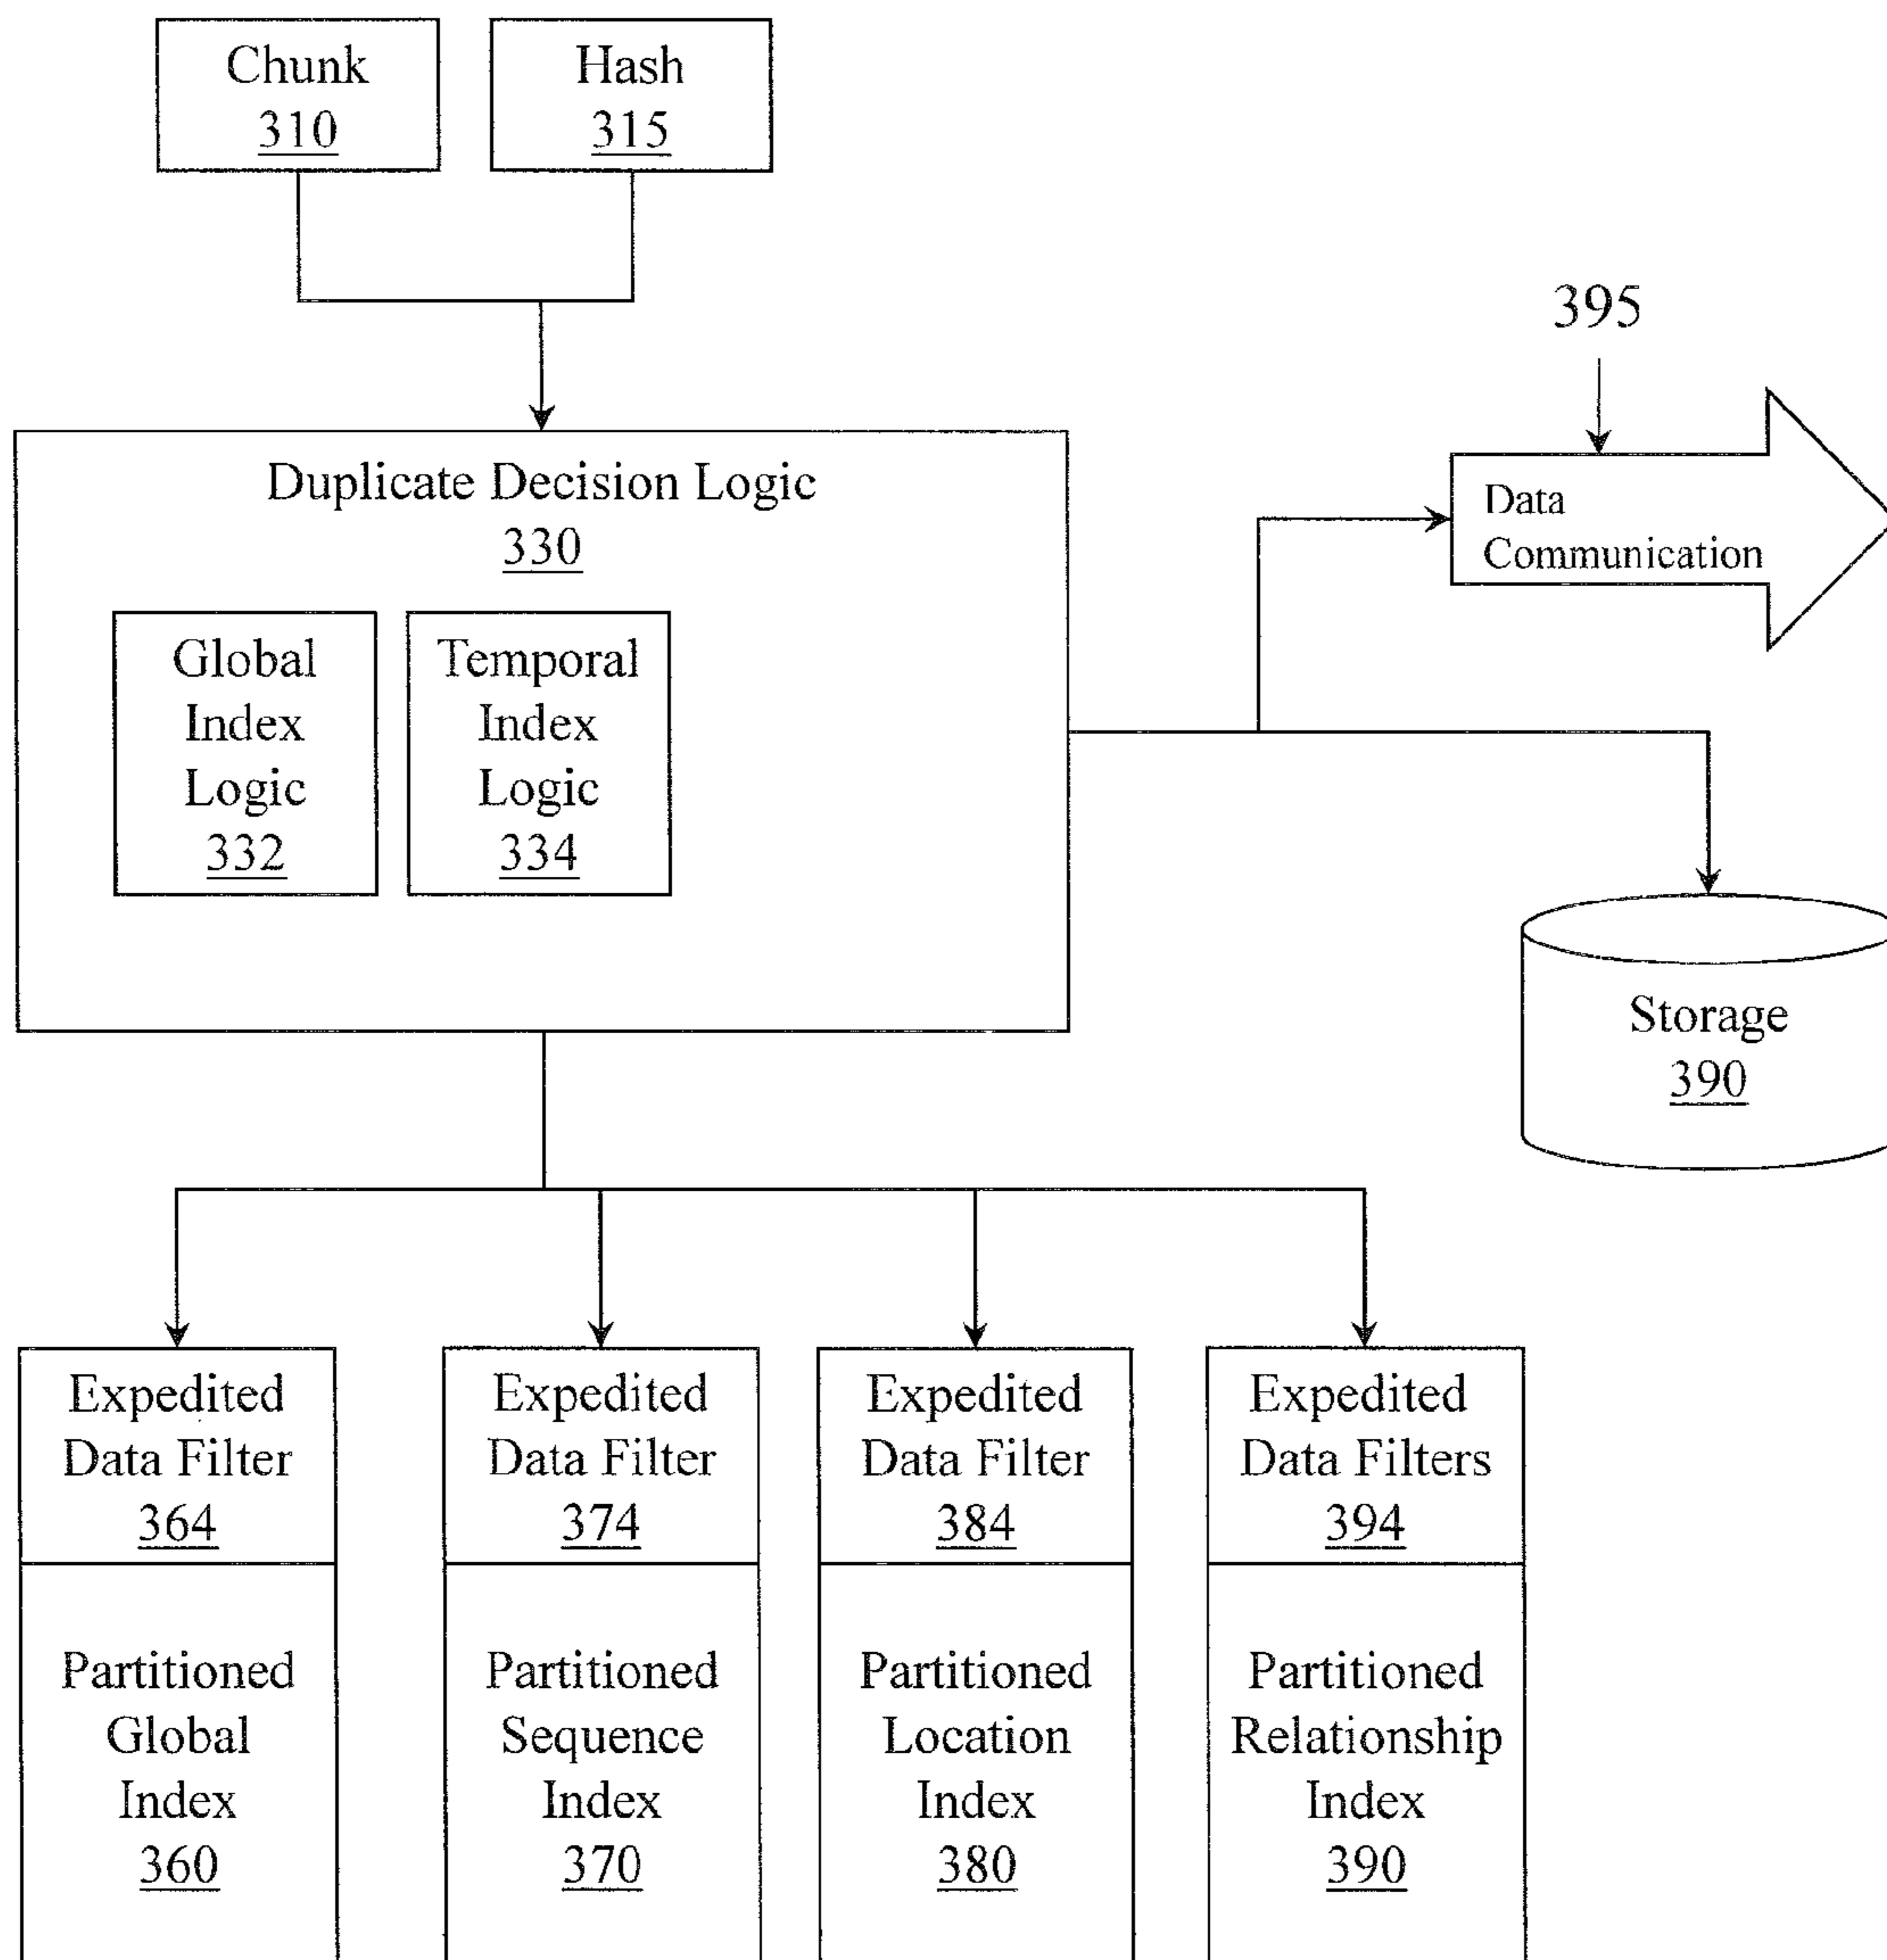 Chunk
310
Hash
315
395
Data
Communication
Duplicate Decision Logic
330
Global
Index
Logic
332
Temporal
Index
Logic
334
Storage
390
Expedited
Data Filter
364
Expedited
Data Filter
374
Expedited
Data Filter
384
Expedited
Data Filters
394
Partitioned
Global
Index
360
Partitioned
Sequence
Index
370
Partitioned
Location
Index
380
Partitioned
Relationship
Index
390